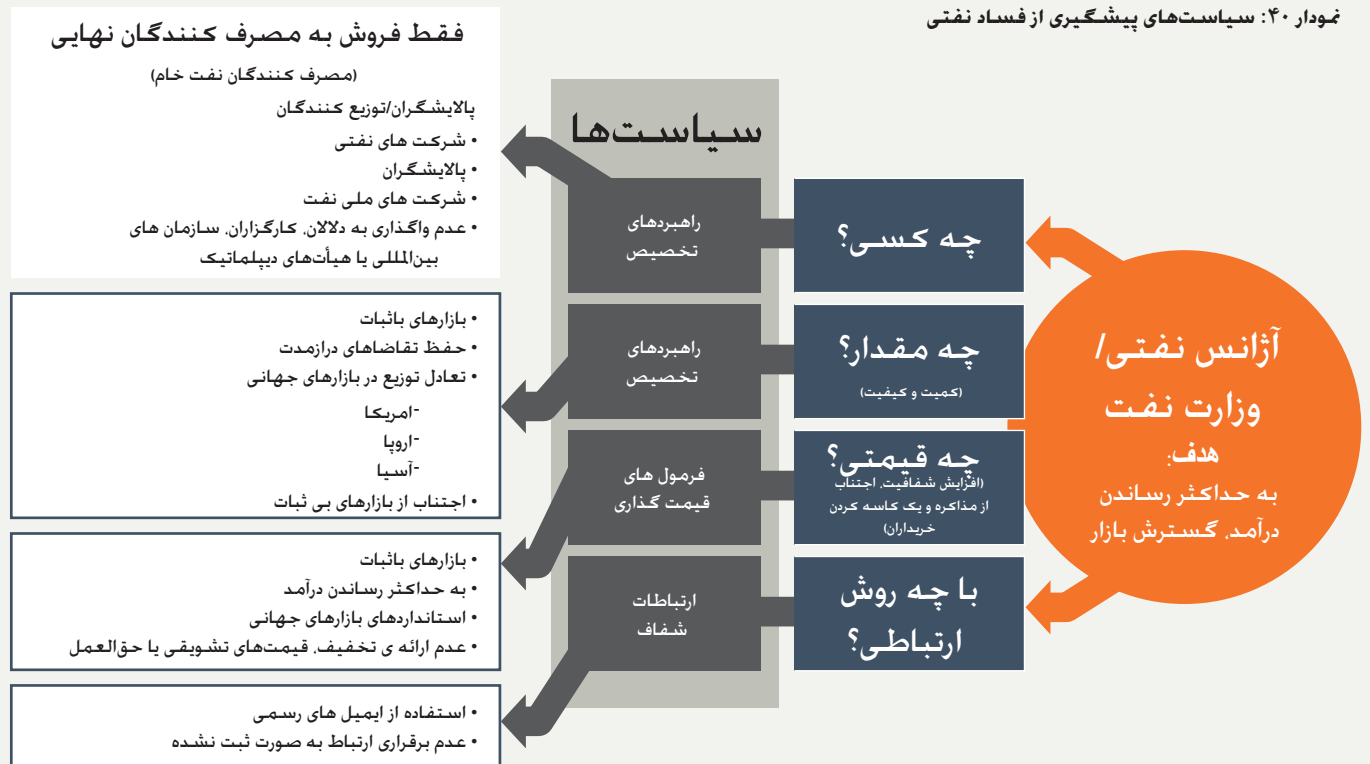 نمودار ۴۰: سیاست‌های پیشگیری از فساد نفتی
آژانس نفتی/
وزارت نفت
هدف:
به حداکثر رساندن
درآمد، گسترش بازار
چه کسی؟
چه مقدار؟
(کمیت و کیفیت)
چه قیمتی؟
(افزایش شفافیت، اجتناب
از مذاکره و یک کاسه کردن
خریداران)
با چه روش
ارتباطی؟
سیاست‌ها
راهبردهای
تخصیص
راهبردهای
تخصیص
فرمول های
قیمت گذاری
ارتباطات
شفاف
فقط فروش به مصرف کنندگان نهایی
(مصرف کنندگان نفت خام)
پالایشگران/توزیع کنندگان
• شرکت های نفتی
• پالایشگران
• شرکت های ملی نفت
• عدم واگذاری به دلالان، کارگزاران، سازمان های
بین‌المللی یا هیأت‌های دیپلماتیک
• بازارهای باثبات
• حفظ تقاضاهای درازمدت
• تعادل توزیع در بازارهای جهانی
-امریکا
-اروپا
-آسیا
• اجتناب از بازارهای بی ثبات
• بازارهای باثبات
• به حداکثر رساندن درآمد
• استانداردهای بازارهای جهانی
• عدم ارائه ی تخفیف، قیمت‌های تشویقی یا حق‌العمل
• استفاده از ایمیل های رسمی
• عدم برقراری ارتباط به صورت ثبت نشده